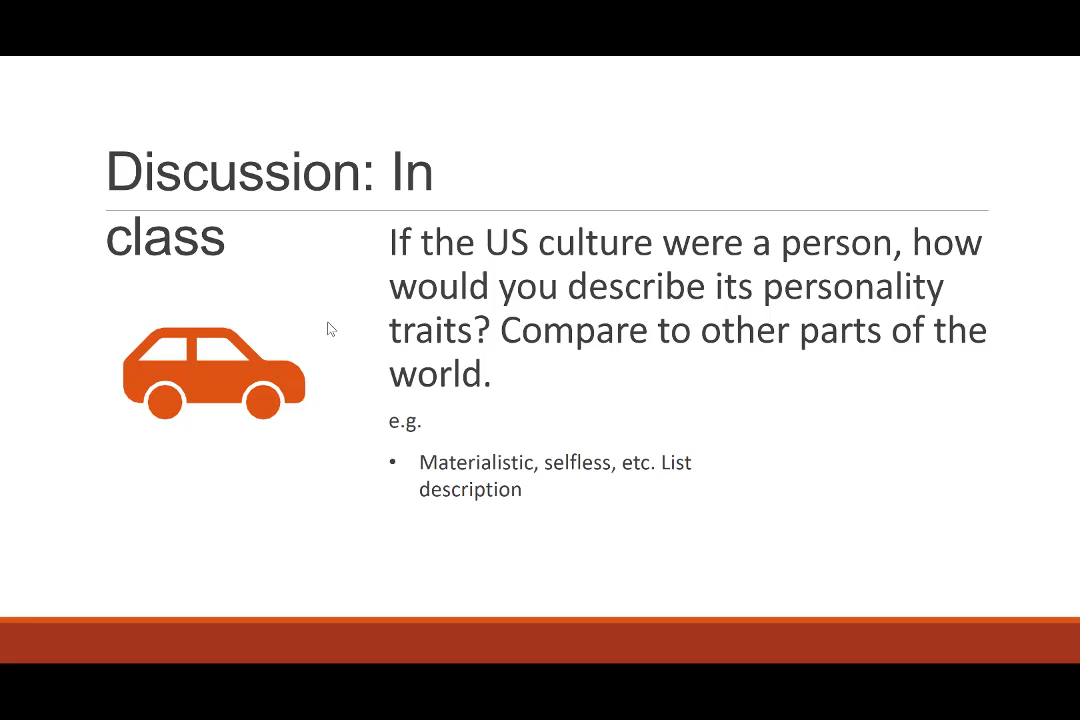 Discussion: In
class
If the US culture were a person, how
would you describe its personality
traits? Compare to other parts of the
world.
e.g.
• Materialistic, selfless, etc. List
description